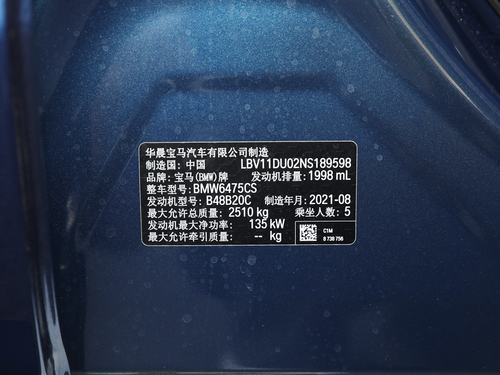 华晨宝马汽车有限公司制造
制造国：中国 LBV11DU02NS189598
品牌：宝马(BMW)牌 发动机排量：1998 mL
整车型号：BMW6475CS
发动机型号：B48B20C 制造年月：2021-08
最大允许总质量：2510 kg 乘坐人数：5
发动机最大净功率：135 kW
最大允许牵引质量：-- kg
C1M
8 738 756